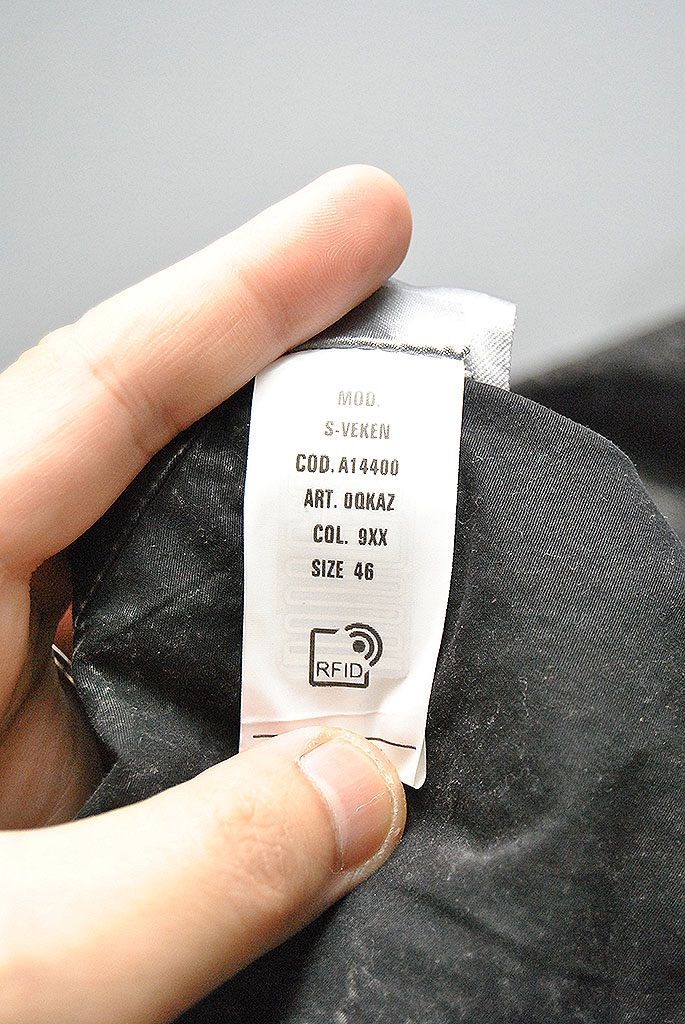 MOD.
S-VEKEN
COD. A14400
ART. 0QKAZ
COL. 9XX
SIZE 46
RFID